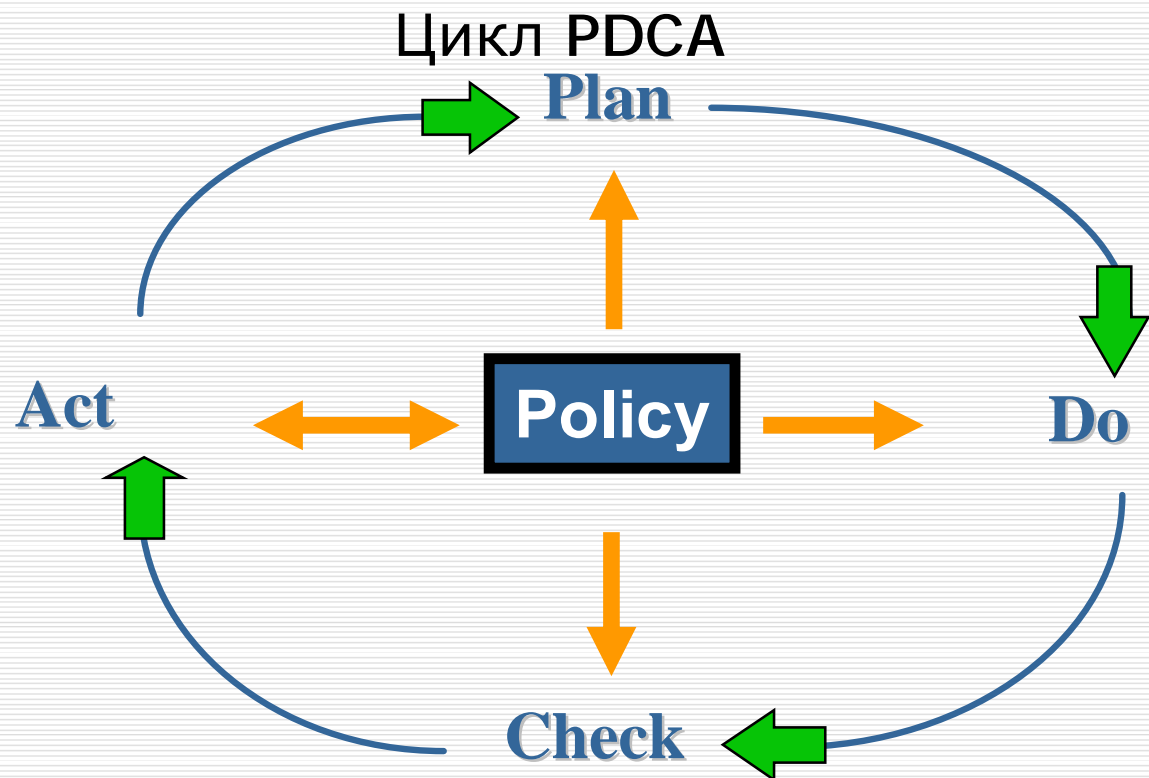 Цикл PDCA
Plan
Act
Policy
Do
Check